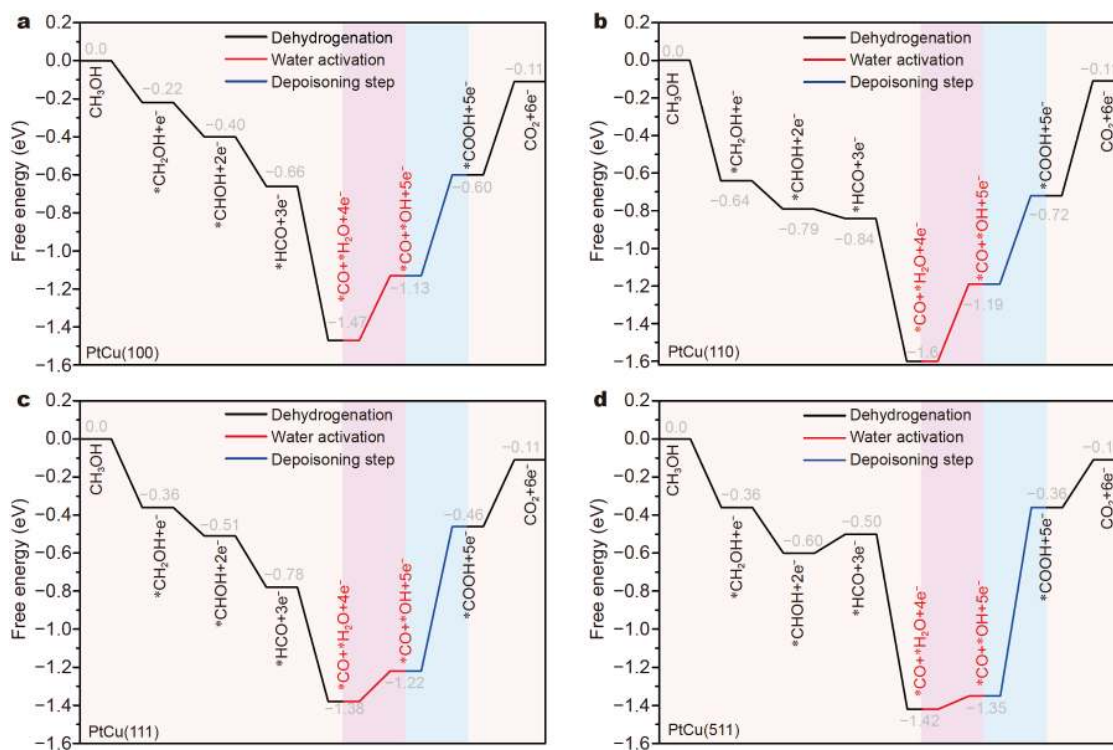 a
Free energy (eV)
0.2
0.0
−0.2
−0.4
−0.6
−0.8
−1.0
−1.2
−1.4
−1.6
Dehydrogenation
Water activation
Depoisoning step
0.0
CH₃OH
−0.22
*CH₂OH+e⁻
−0.40
*CHOH+2e⁻
−0.66
*HCO+3e⁻
−1.47
*CO+*H₂O+4e⁻
−1.13
*CO+*OH+5e⁻
−0.60
*COOH+5e⁻
−0.11
CO₂+6e⁻
PtCu(100)
b
Free energy (eV)
0.2
0.0
−0.2
−0.4
−0.6
−0.8
−1.0
−1.2
−1.4
−1.6
Dehydrogenation
Water activation
Depoisoning step
0.0
CH₃OH
−0.64
*CH₂OH+e⁻
−0.79
*CHOH+2e⁻
−0.84
*HCO+3e⁻
−1.6
*CO+*H₂O+4e⁻
−1.19
*CO+*OH+5e⁻
−0.72
*COOH+5e⁻
CO₂+6e⁻
PtCu(110)
c
Free energy (eV)
0.2
0.0
−0.2
−0.4
−0.6
−0.8
−1.0
−1.2
−1.4
−1.6
Dehydrogenation
Water activation
Depoisoning step
0.0
CH₃OH
−0.36
*CH₂OH+e⁻
−0.51
*CHOH+2e⁻
−0.78
*HCO+3e⁻
−1.38
*CO+*H₂O+4e⁻
−1.22
*CO+*OH+5e⁻
−0.46
*COOH+5e⁻
−0.11
CO₂+6e⁻
PtCu(111)
d
Free energy (eV)
0.2
0.0
−0.2
−0.4
−0.6
−0.8
−1.0
−1.2
−1.4
−1.6
Dehydrogenation
Water activation
Depoisoning step
0.0
CH₃OH
−0.36
*CH₂OH+e⁻
−0.60
*CHOH+2e⁻
−0.50
*HCO+3e⁻
−1.42
*CO+*H₂O+4e⁻
−1.35
*CO+*OH+5e⁻
−0.36
*COOH+5e⁻
CO₂+6e⁻
PtCu(511)